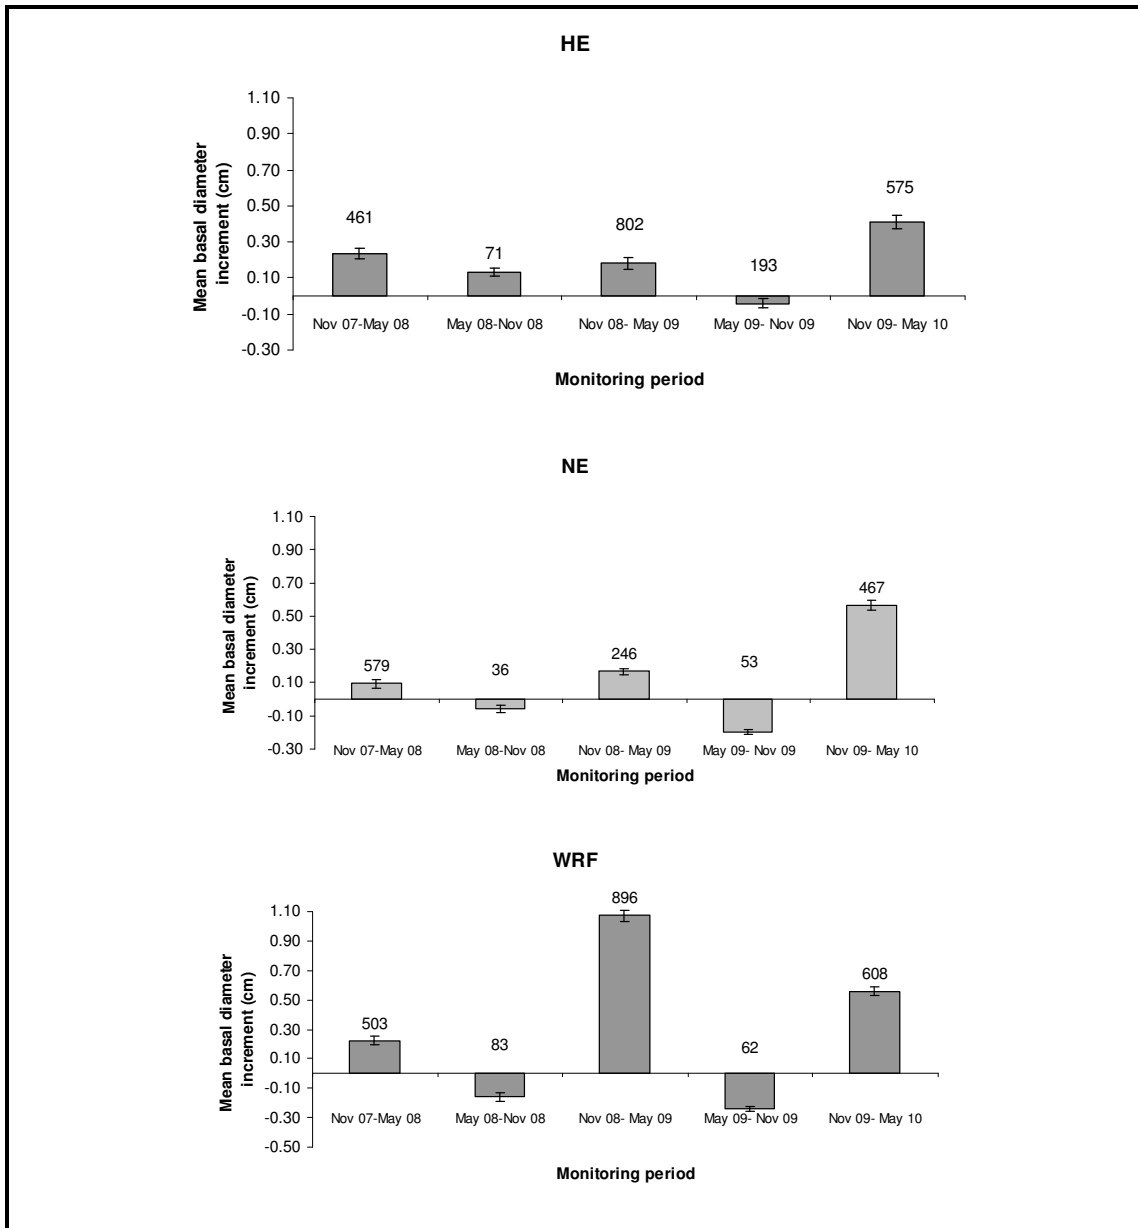 HE
Mean basal diameter
increment (cm)
1.10
0.90
0.70
0.50
0.30
0.10
-0.10
-0.30
461
71
802
193
575
Nov 07-May 08
May 08-Nov 08
Nov 08- May 09
May 09- Nov 09
Nov 09- May 10
Monitoring period
NE
Mean basal diameter
increment (cm)
1.10
0.90
0.70
0.50
0.30
0.10
-0.10
-0.30
579
36
246
53
467
Nov 07-May 08
May 08-Nov 08
Nov 08- May 09
May 09- Nov 09
Nov 09- May 10
Monitoring period
WRF
Mean basal diameter
increment (cm)
1.10
0.90
0.70
0.50
0.30
0.10
-0.10
-0.30
-0.50
503
83
896
62
608
Nov 07-May 08
May 08-Nov 08
Nov 08- May 09
May 09- Nov 09
Nov 09- May 10
Monitoring period